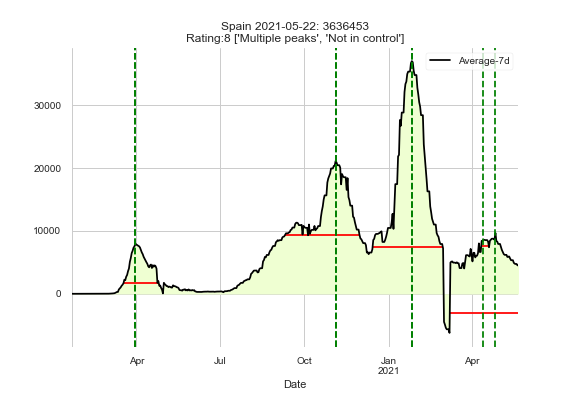 Spain 2021-05-22: 3636453
Rating:8 ['Multiple peaks', 'Not in control']
Average-7d
30000
20000
10000
0
Apr
Jul
Oct
Jan
2021
Apr
Date